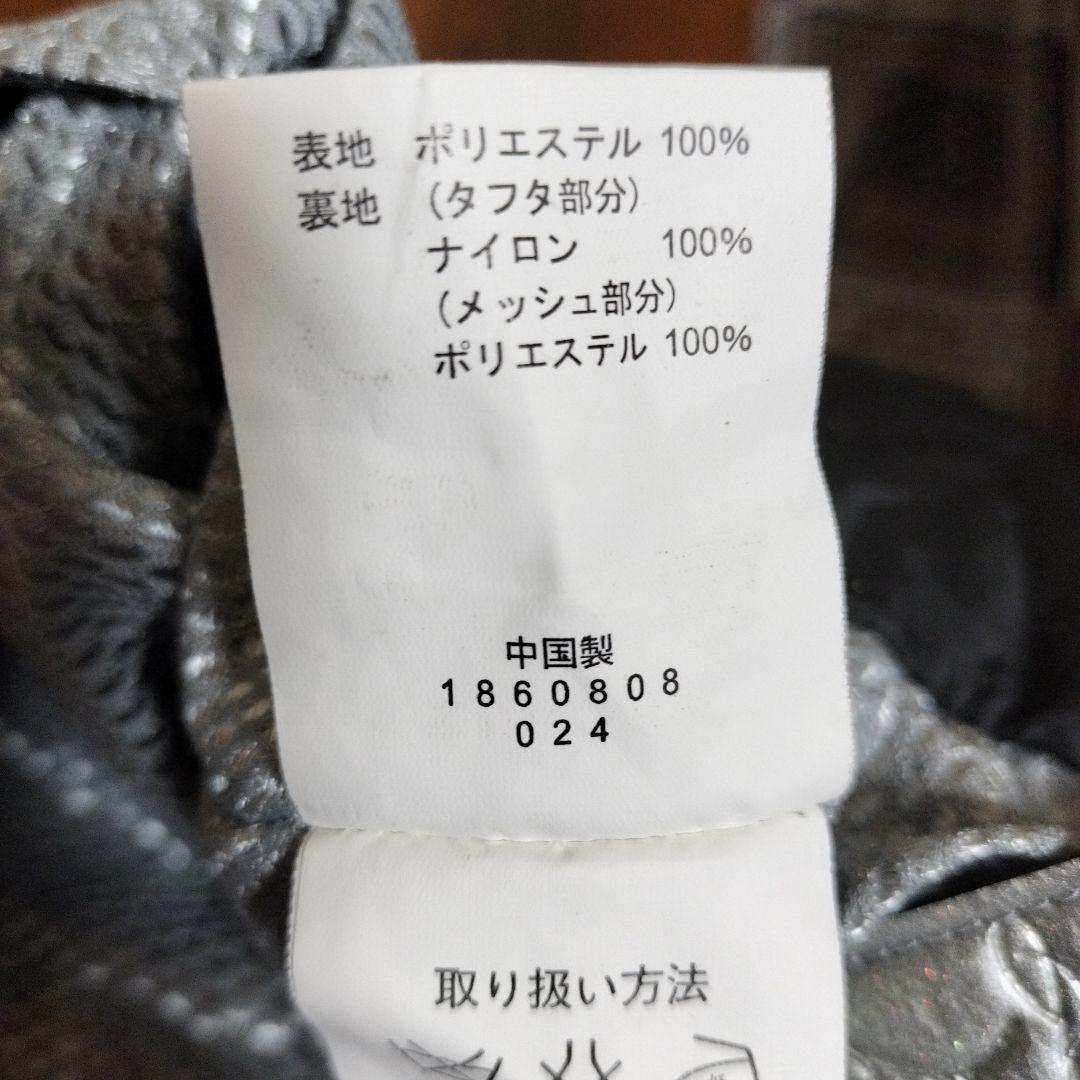 表地 ポリエステル 100%
裏地 （タフタ部分）
ナイロン 100%
（メッシュ部分）
ポリエステル 100%
中国製
1860808
024
取り扱い方法